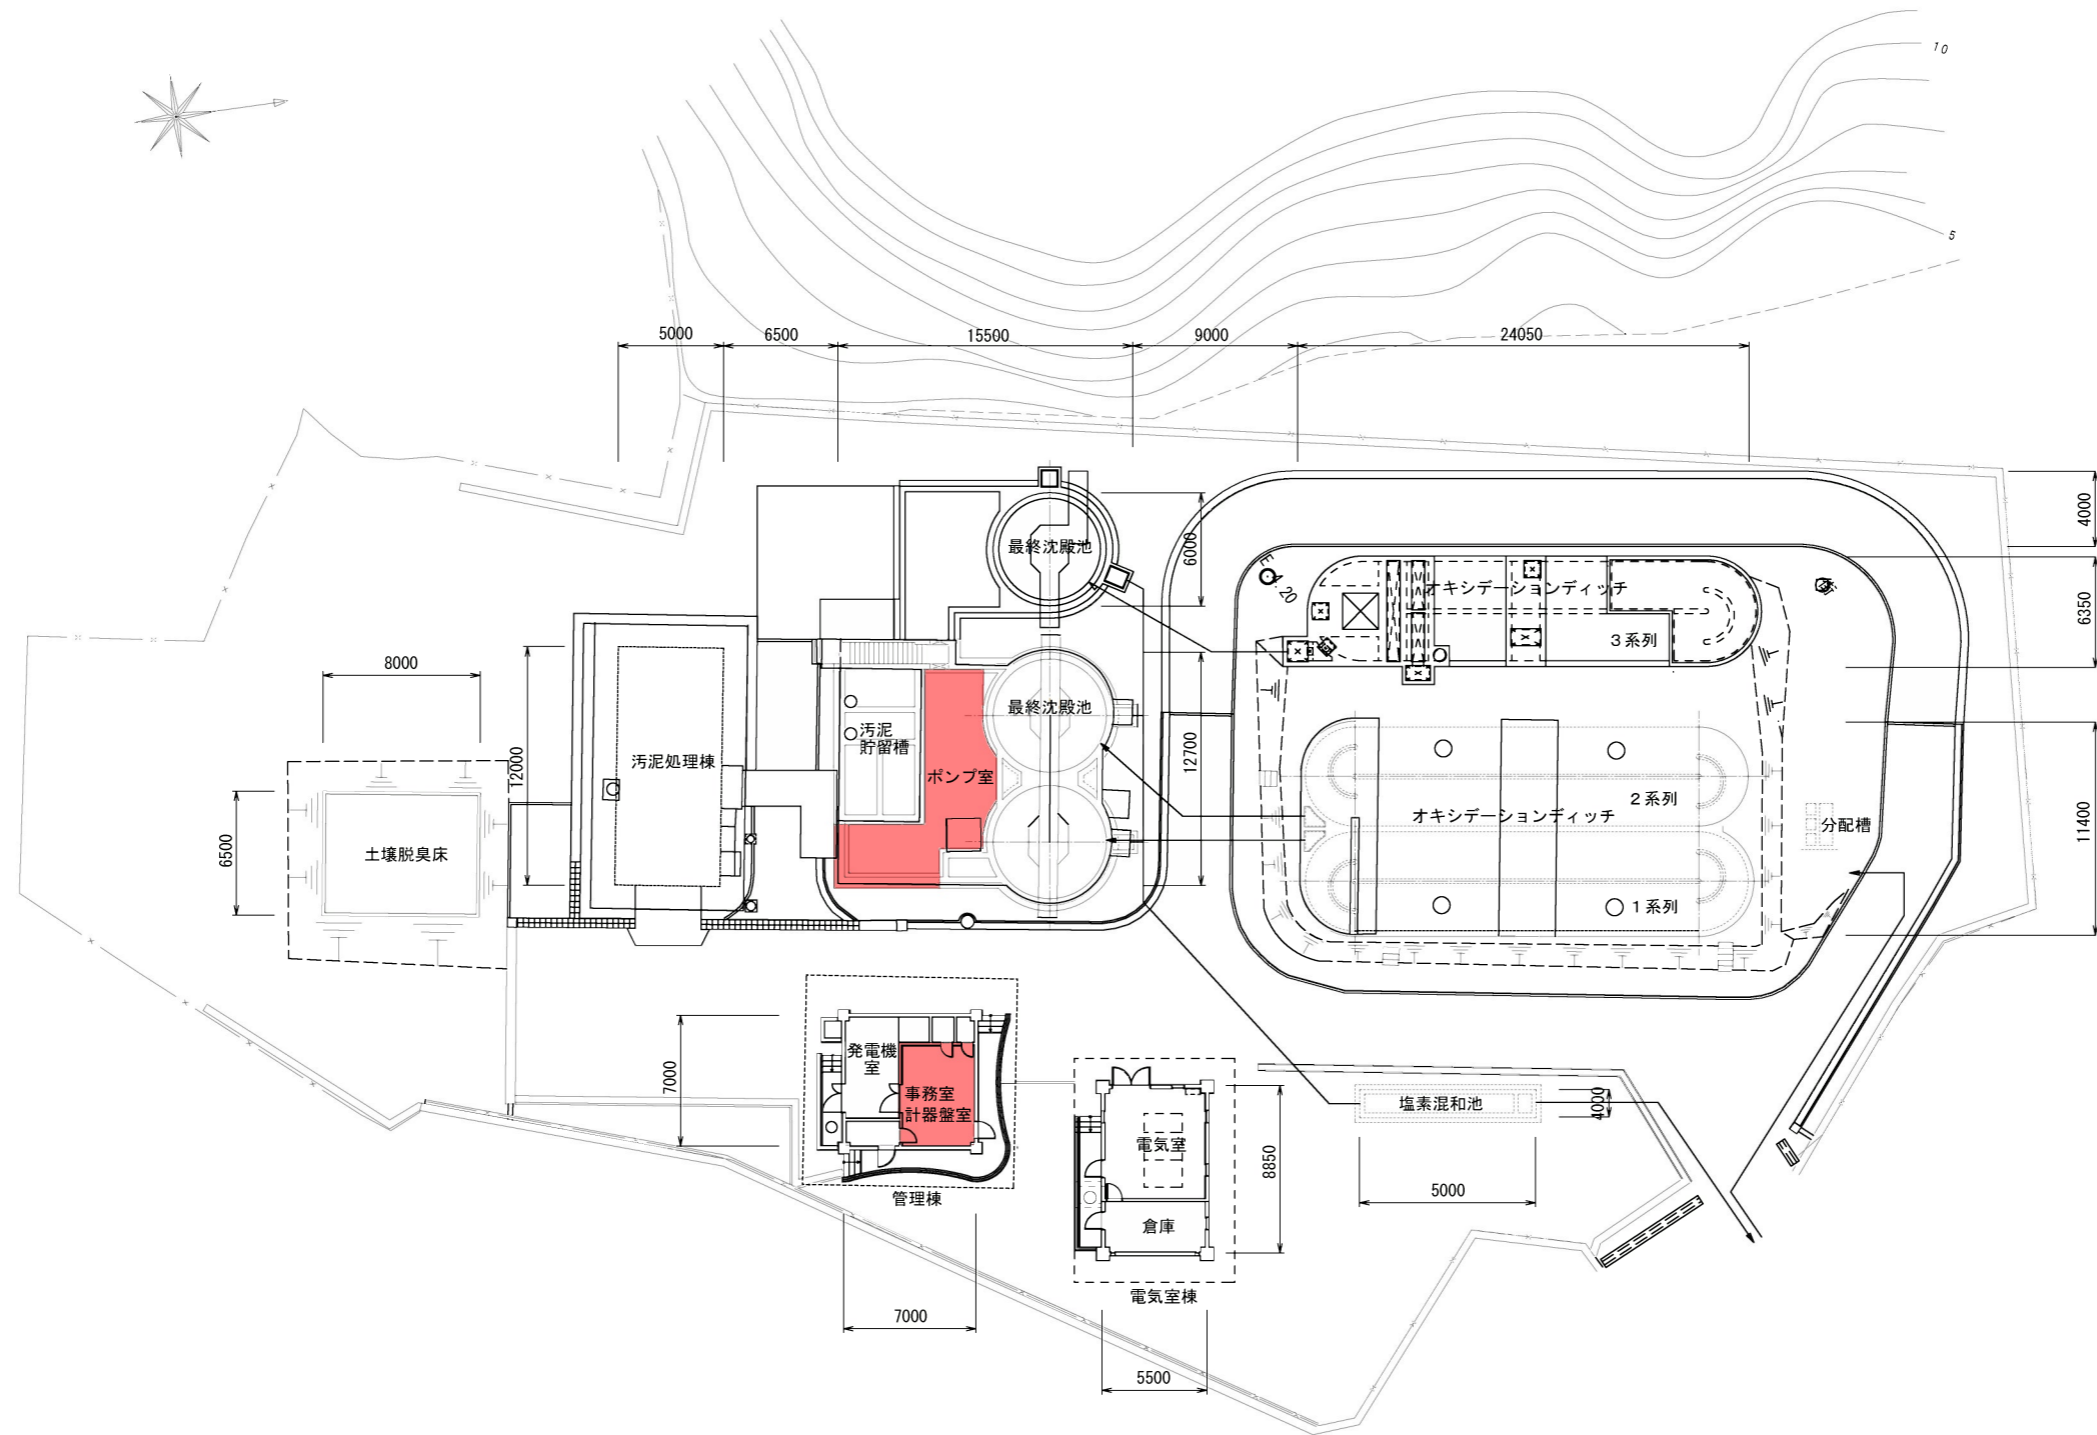 10
5
5000
6500
15500
9000
24050
4000
最終沈殿池
6000
E 4.20
オキシデーションディッチ
3系列
6350
8000
12000
汚泥処理棟
汚泥
貯留槽
最終沈殿池
ポンプ室
12700
オキシデーションディッチ
2系列
1系列
分配槽
11400
6500
土壌脱臭床
7000
発電機
室
事務室
計器盤室
管理棟
7000
電気室
倉庫
8850
電気室棟
5500
塩素混和池
4000
5000